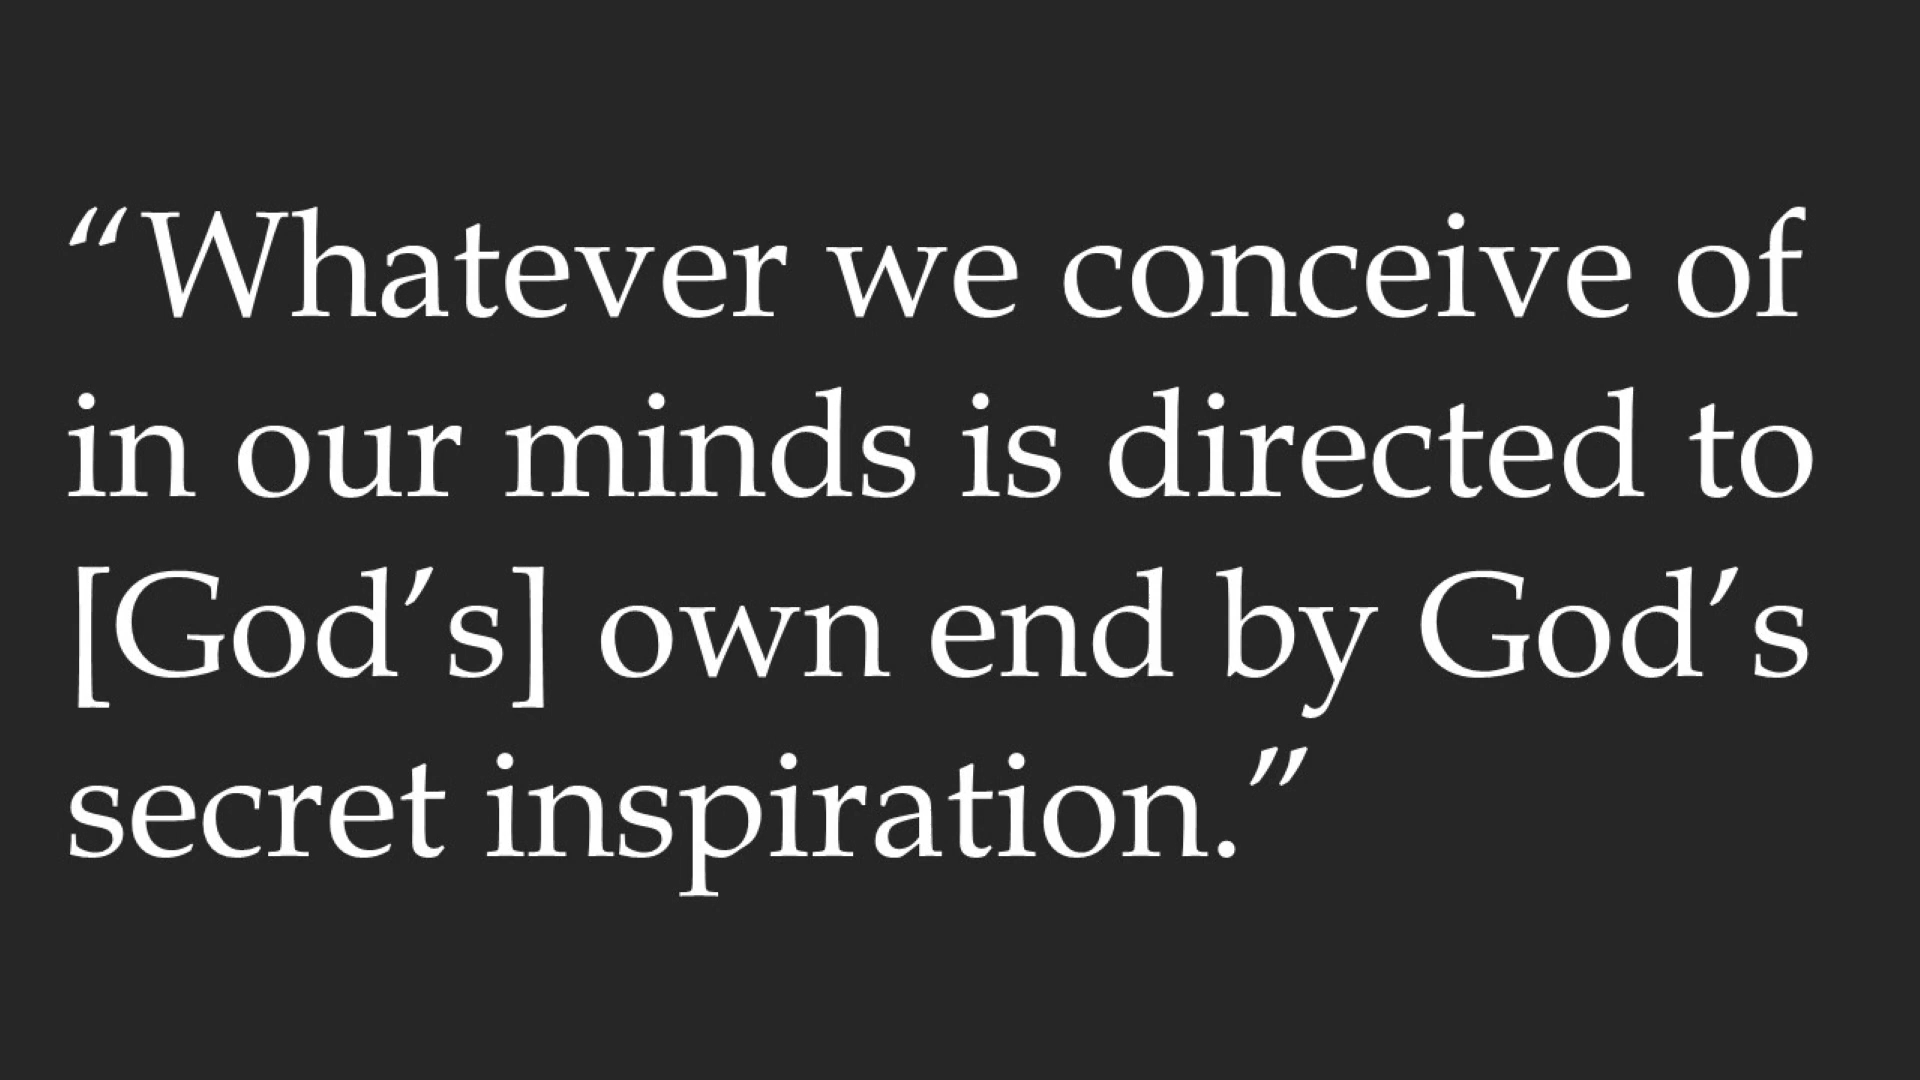 “Whatever we conceive of
in our minds is directed to
[God’s] own end by God’s
secret inspiration.”